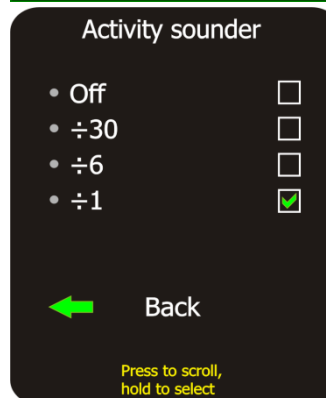 Activity sounder
• Off
• ÷30
• ÷6
• ÷1
Back
Press to scroll,
hold to select